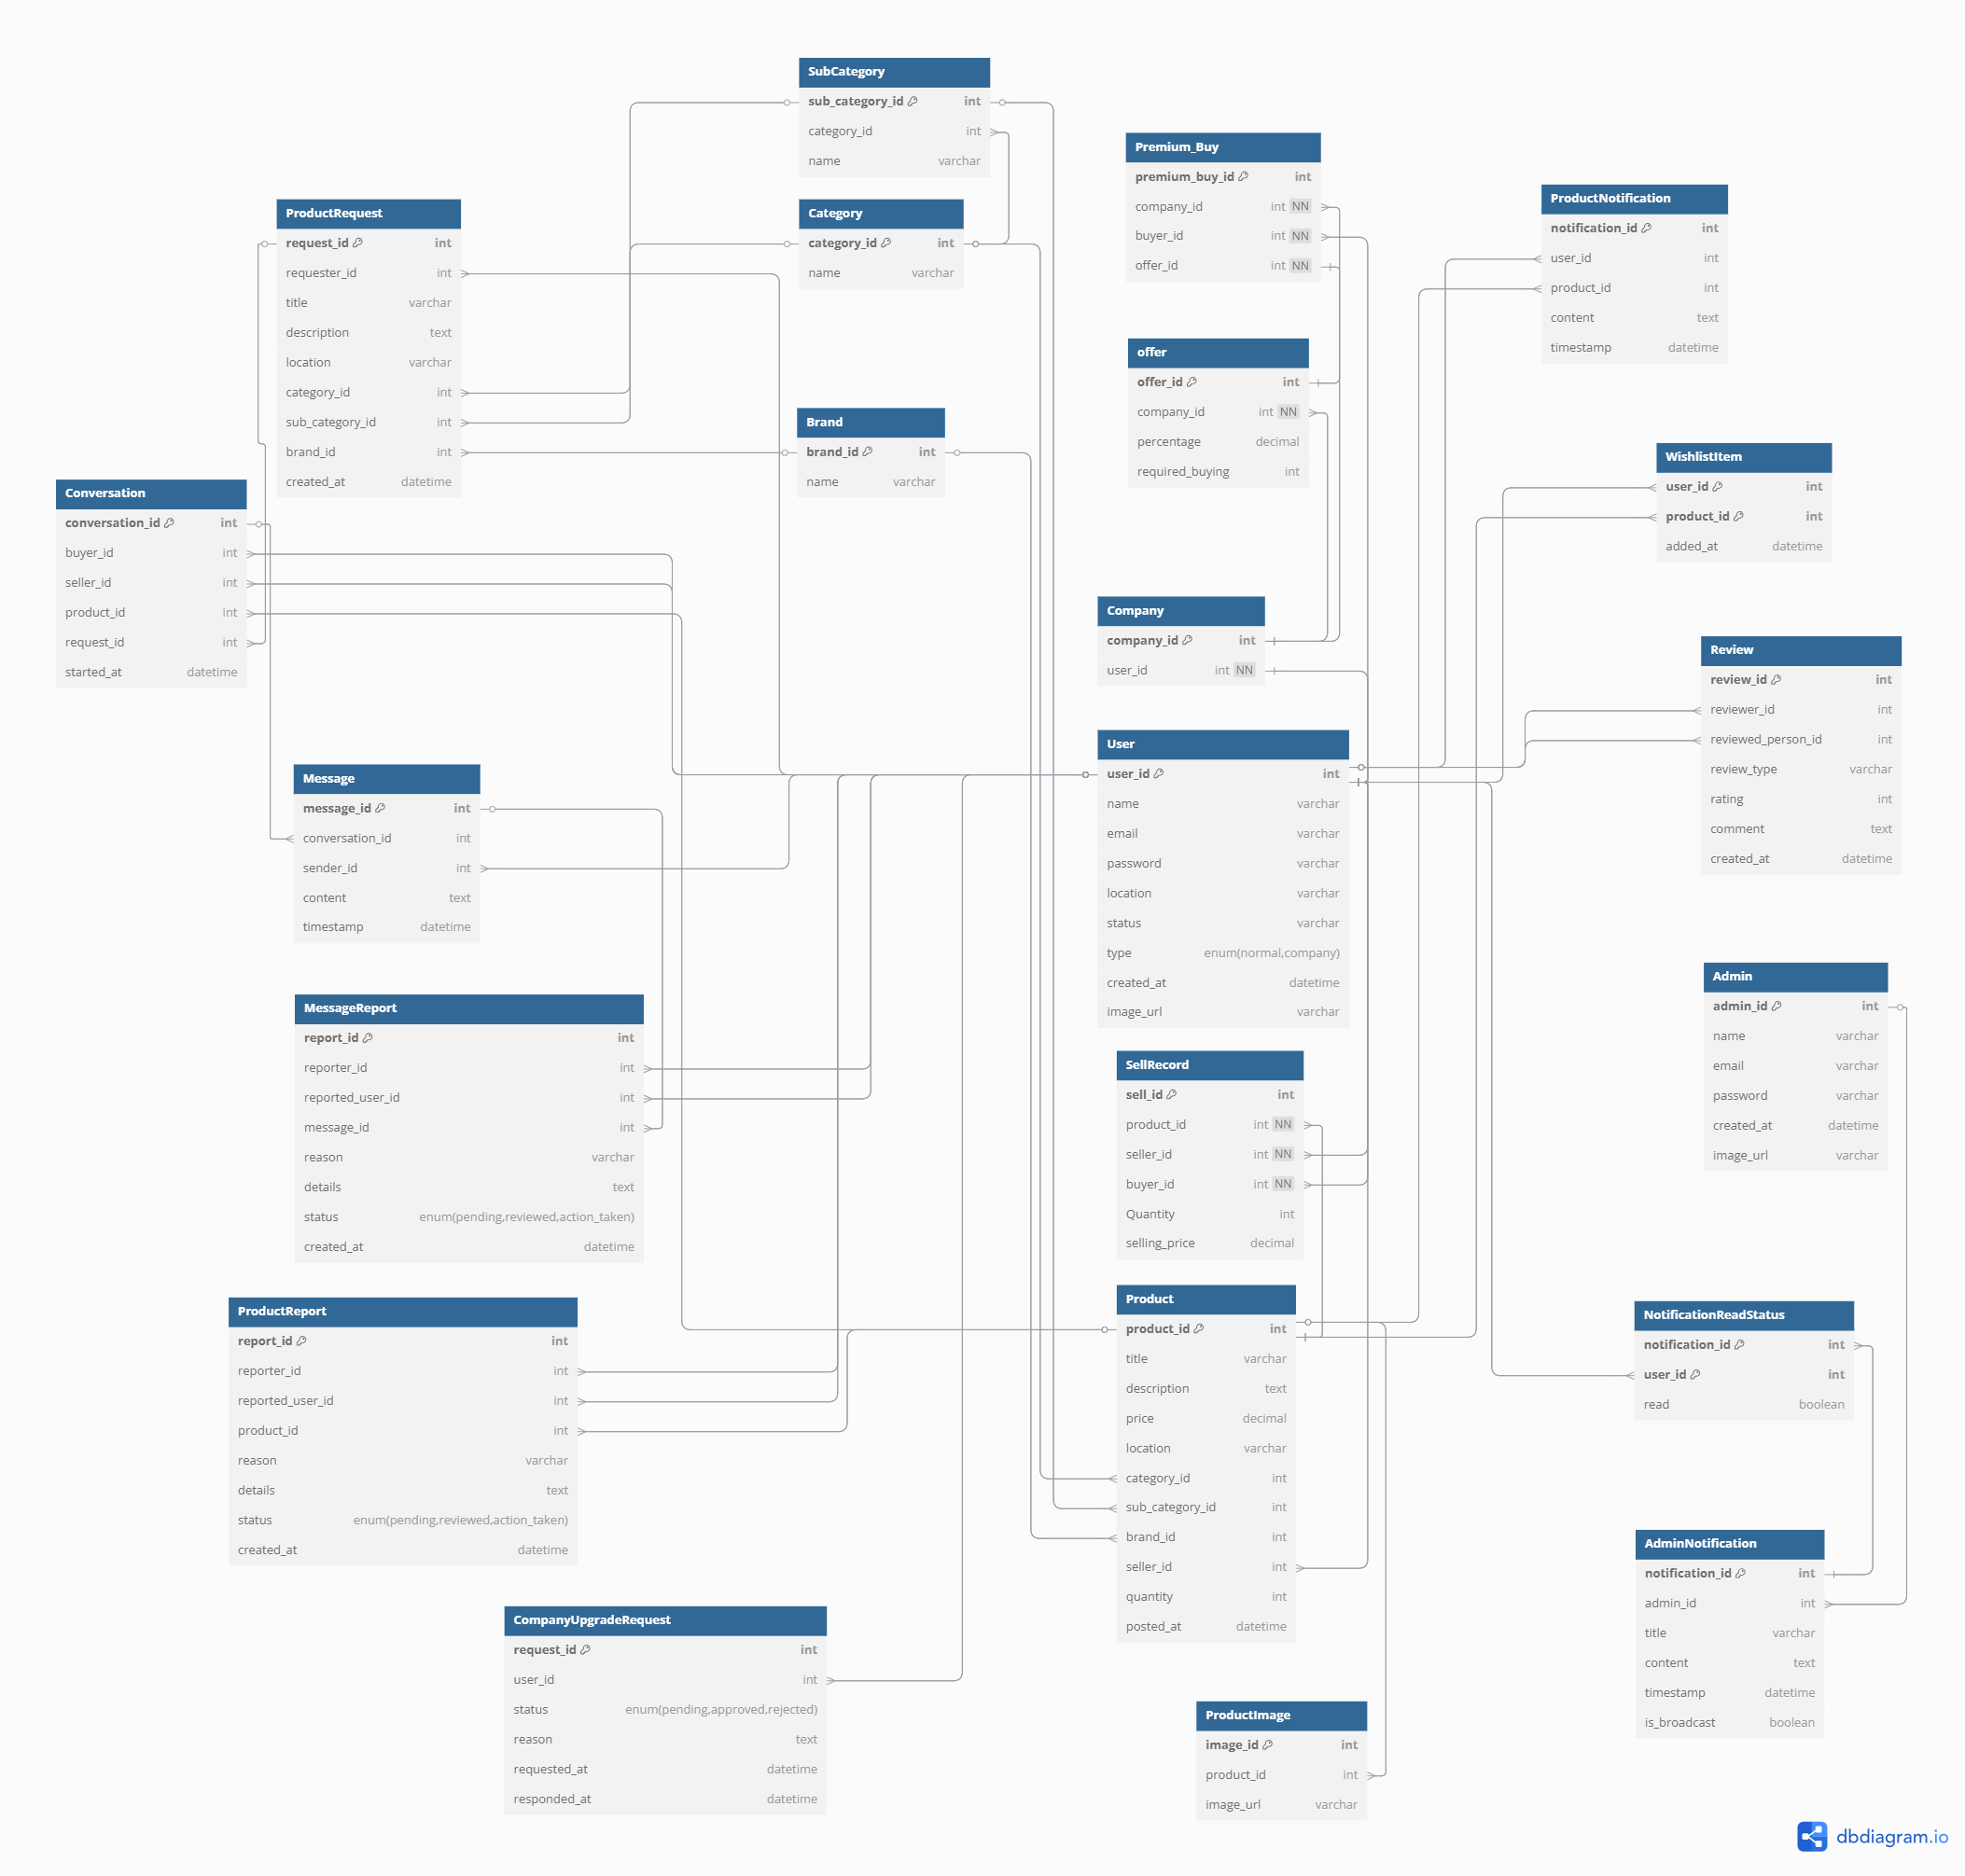 SubCategory
sub_category_id int
category_id int
name varchar
Premium_Buy
premium_buy_id int
company_id int NN
buyer_id int NN
offer_id int NN
ProductNotification
notification_id int
user_id int
product_id int
content text
timestamp datetime
ProductRequest
request_id int
requester_id int
title varchar
description text
location varchar
category_id int
sub_category_id int
brand_id int
created_at datetime
Category
category_id int
name varchar
offer
offer_id int
company_id int NN
percentage decimal
required_buying int
Brand
brand_id int
name varchar
WishlistItem
user_id int
product_id int
added_at datetime
Conversation
conversation_id int
buyer_id int
seller_id int
product_id int
request_id int
started_at datetime
Company
company_id int
user_id int NN
Review
review_id int
reviewer_id int
reviewed_person_id int
review_type varchar
rating int
comment text
created_at datetime
User
user_id int
name varchar
email varchar
password varchar
location varchar
status varchar
type enum(normal,company)
created_at datetime
image_url varchar
Message
message_id int
conversation_id int
sender_id int
content text
timestamp datetime
Admin
admin_id int
name varchar
email varchar
password varchar
created_at datetime
image_url varchar
MessageReport
report_id int
reporter_id int
reported_user_id int
message_id int
reason varchar
details text
status enum(pending,reviewed,action_taken)
created_at datetime
SellRecord
sell_id int
product_id int NN
seller_id int NN
buyer_id int NN
Quantity int
selling_price decimal
ProductReport
report_id int
reporter_id int
reported_user_id int
product_id int
reason varchar
details text
status enum(pending,reviewed,action_taken)
created_at datetime
Product
product_id int
title varchar
description text
price decimal
location varchar
category_id int
sub_category_id int
brand_id int
seller_id int
quantity int
posted_at datetime
NotificationReadStatus
notification_id int
user_id int
read boolean
AdminNotification
notification_id int
admin_id int
title varchar
content text
timestamp datetime
is_broadcast boolean
CompanyUpgradeRequest
request_id int
user_id int
status enum(pending,approved,rejected)
reason text
requested_at datetime
responded_at datetime
ProductImage
image_id int
product_id int
image_url varchar
dbdiagram.io